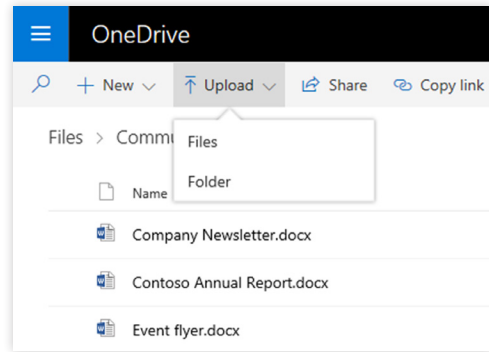 OneDrive
New Upload Share Copy link
Files > Commu
Files
Folder
Name
Company Newsletter.docx
Contoso Annual Report.docx
Event flyer.docx